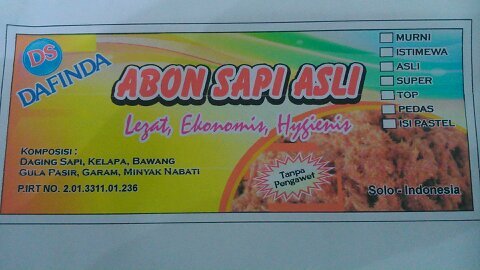 DS
DAFINDA
ABON SAPI ASLI
Lezat, Ekonomis, Hygienis
MURNI
ISTIMEWA
ASLI
SUPER
TOP
PEDAS
ISI PASTEL
KOMPOSISI :
DAGING SAPI, KELAPA, BAWANG
GULA PASIR, GARAM, MINYAK NABATI
P.IRT NO. 2.01.3311.01.236
Tanpa
Pengawet
Solo - Indonesia